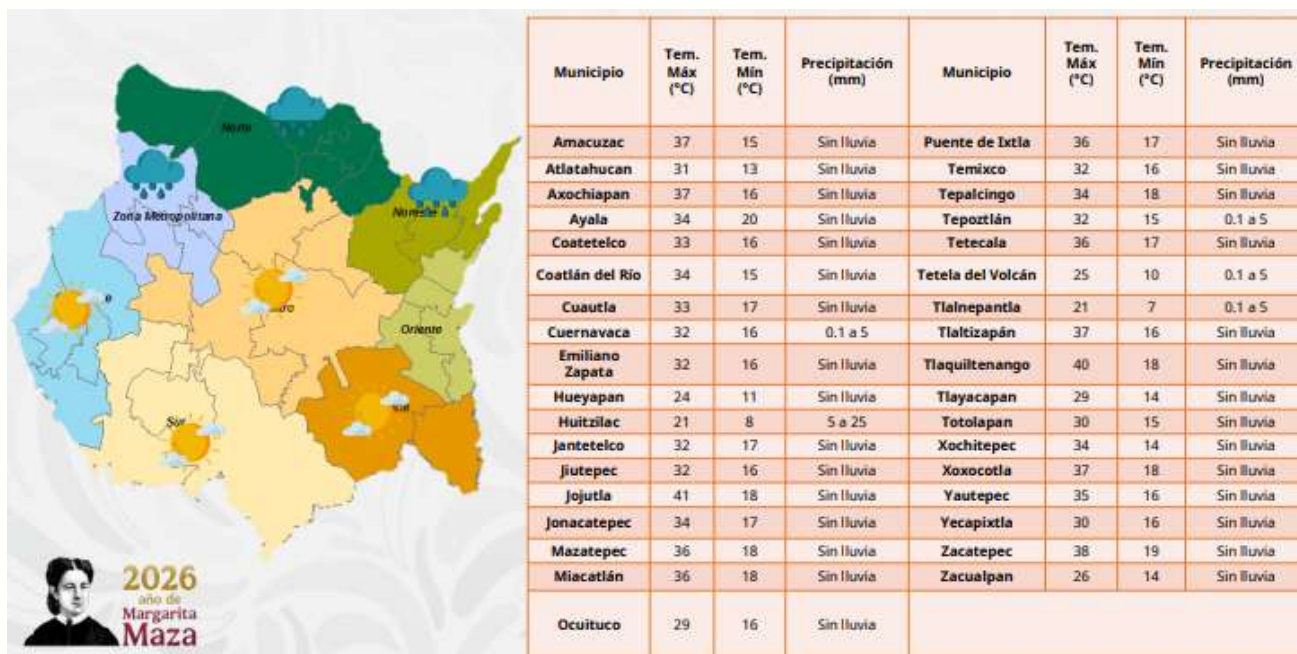 Norte
Zona Metropolitana
Noreste
Oriente
Sur
2026
año de
Margarita
Maza
Municipio Tem. Máx (°C) Tem. Mín (°C) Precipitación (mm) Municipio Tem. Máx (°C) Tem. Mín (°C) Precipitación (mm)
Amacuzac 37 15 Sin lluvia Puente de Ixtla 36 17 Sin lluvia
Atlatahucan 31 13 Sin lluvia Temixco 32 16 Sin lluvia
Axochiapan 37 16 Sin lluvia Tepalcingo 34 18 Sin lluvia
Ayala 34 20 Sin lluvia Tepoztlán 32 15 0.1 a 5
Coatetelco 33 16 Sin lluvia Tetecala 36 17 Sin lluvia
Coatlán del Río 34 15 Sin lluvia Tetela del Volcán 25 10 0.1 a 5
Cuautla 33 17 Sin lluvia Tlalnepantla 21 7 0.1 a 5
Cuernavaca 32 16 0.1 a 5 Tlaltizapán 37 16 Sin lluvia
Emiliano Zapata 32 16 Sin lluvia Tlaquiltenango 40 18 Sin lluvia
Hueyapan 24 11 Sin lluvia Tlayacapan 29 14 Sin lluvia
Huitzilac 21 8 5 a 25 Totolapan 30 15 Sin lluvia
Jantetelco 32 17 Sin lluvia Xochitepec 34 14 Sin lluvia
Jiutepec 32 16 Sin lluvia Xoxocotla 37 18 Sin lluvia
Jojutla 41 18 Sin lluvia Yautepec 35 16 Sin lluvia
Jonacatepec 34 17 Sin lluvia Yecapixtla 30 16 Sin lluvia
Mazatepec 36 18 Sin lluvia Zacatepec 38 19 Sin lluvia
Miacatlán 36 18 Sin lluvia Zacualpan 26 14 Sin lluvia
Ocuituco 29 16 Sin lluvia